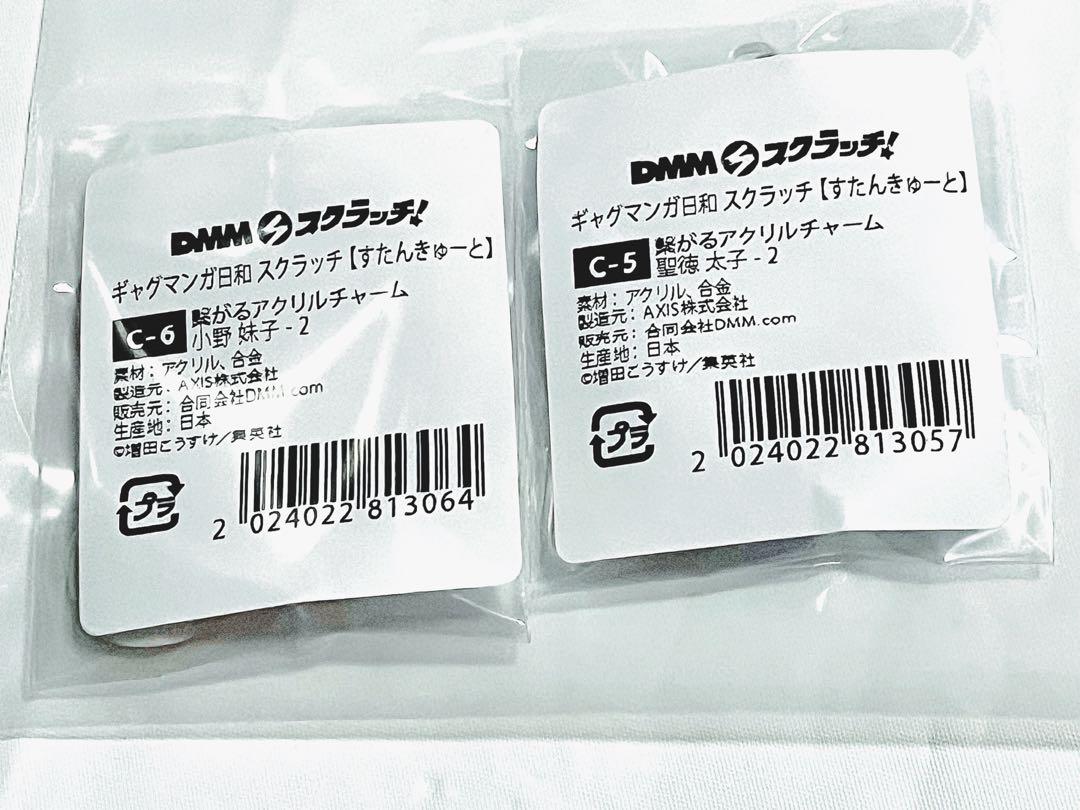 DMM スクラッチ!
ギャグマンガ日和 スクラッチ【すたんきゅーと】
C-6
繋がるアクリルチャーム
小野 妹子 - 2
素材：アクリル、合金
製造元：AXIS株式会社
販売元：合同会社DMM.com
生産地：日本
©増田こうすけ／集英社
プラ
2 024022 813064
DMM スクラッチ!
ギャグマンガ日和 スクラッチ【すたんきゅーと】
C-5
繋がるアクリルチャーム
聖徳 太子 - 2
素材：アクリル、合金
製造元：AXIS株式会社
販売元：合同会社DMM.com
生産地：日本
©増田こうすけ／集英社
プラ
2 024022 813057